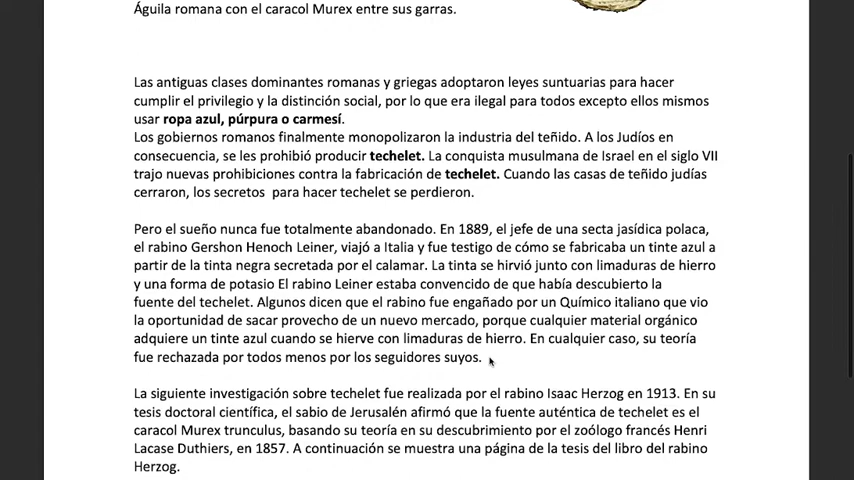 Águila romana con el caracol Murex entre sus garras.
Las antiguas clases dominantes romanas y griegas adoptaron leyes suntuarias para hacer
cumplir el privilegio y la distinción social, por lo que era ilegal para todos excepto ellos mismos
usar ropa azul, púrpura o carmesí.
Los gobiernos romanos finalmente monopolizaron la industria del teñido. A los Judíos en
consecuencia, se les prohibió producir techelet. La conquista musulmana de Israel en el siglo VII
trajo nuevas prohibiciones contra la fabricación de techelet. Cuando las casas de teñido judías
cerraron, los secretos  para hacer techelet se perdieron.
Pero el sueño nunca fue totalmente abandonado. En 1889, el jefe de una secta jasídica polaca,
el rabino Gershon Henoch Leiner, viajó a Italia y fue testigo de cómo se fabricaba un tinte azul a
partir de la tinta negra secretada por el calamar. La tinta se hirvió junto con limaduras de hierro
y una forma de potasio El rabino Leiner estaba convencido de que había descubierto la
fuente del techelet. Algunos dicen que el rabino fue engañado por un Químico italiano que vio
la oportunidad de sacar provecho de un nuevo mercado, porque cualquier material orgánico
adquiere un tinte azul cuando se hierve con limaduras de hierro. En cualquier caso, su teoría
fue rechazada por todos menos por los seguidores suyos.
La siguiente investigación sobre techelet fue realizada por el rabino Isaac Herzog en 1913. En su
tesis doctoral científica, el sabio de Jerusalén afirmó que la fuente auténtica de techelet es el
caracol Murex trunculus, basando su teoría en su descubrimiento por el zoólogo francés Henri
Lacase Duthiers, en 1857. A continuación se muestra una página de la tesis del libro del rabino
Herzog.